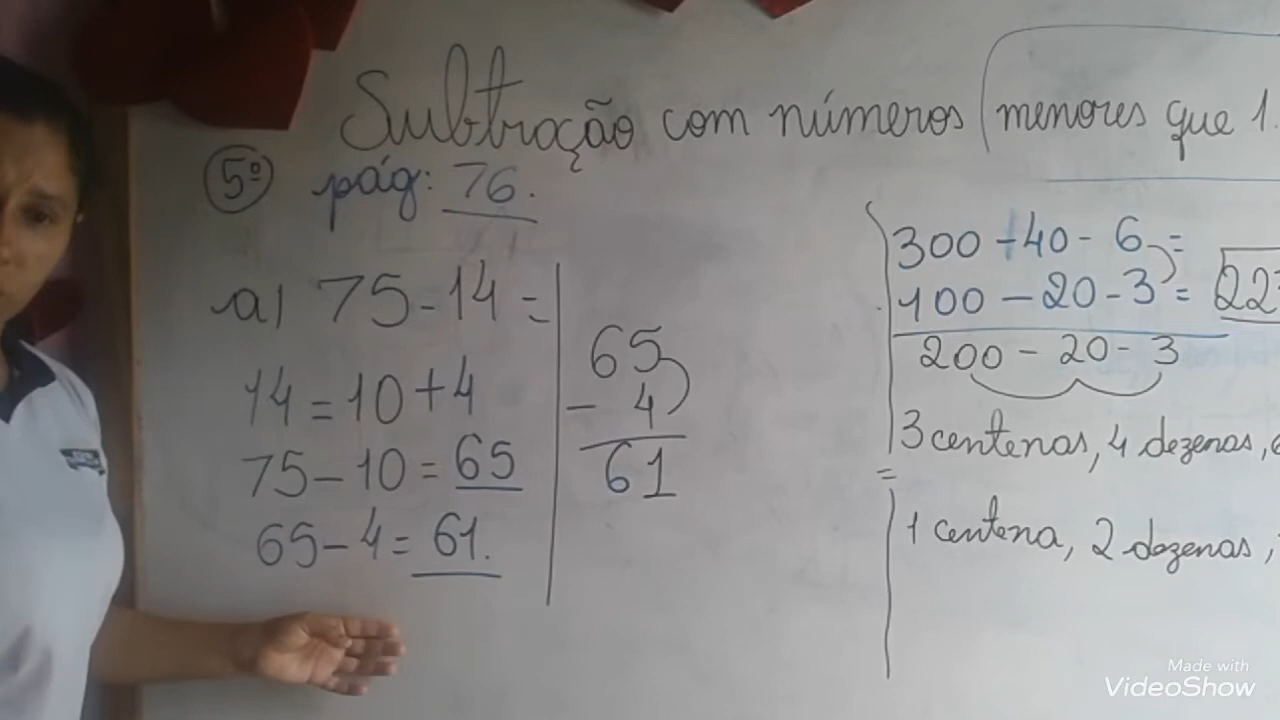 Subtração com números menores que 1.
5º pág: 76.
a) 75 - 14 =
14 = 10 + 4
75 - 10 = 65
65 - 4 = 61.
65
- 4
61
300 - 40 - 6 =
100 - 20 - 3 = 22
200 - 20 - 3
3 centenas, 4 dezenas,
=
1 centena, 2 dezenas,
Made with
VideoShow